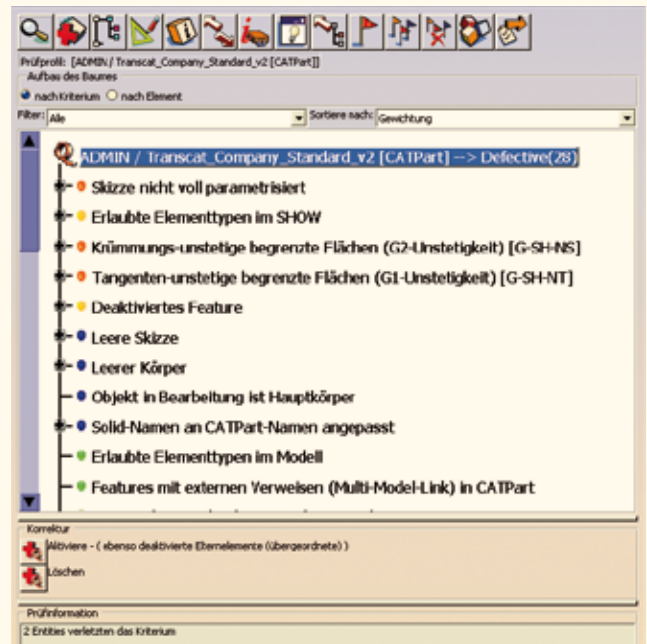 Prüfprofil: [ADMIN / Transcat_Company_Standard_v2 [CATPart]]
Aufbau des Baumes
nach Kriterium nach Element
Filter: Alle Sortiere nach: Gewichtung
ADMIN / Transcat_Company_Standard_v2 [CATPart] --> Defective(28)
Skizze nicht voll parametrisiert
Erlaubte Elementtypen im SHOW
Krümmungs-unstetige begrenzte Flächen (G2-Unstetigkeit) [G-SH-NS]
Tangenten-unstetige begrenzte Flächen (G1-Unstetigkeit) [G-SH-NT]
Deaktiviertes Feature
Leere Skizze
Leerer Körper
Objekt in Bearbeitung ist Hauptkörper
Solid-Namen an CATPart-Namen angepasst
Erlaubte Elementtypen im Modell
Features mit externen Verweisen (Multi-Model-Link) in CATPart
Korrektur
Aktiviere - ( ebenso deaktivierte Elternelemente (übergeordnete) )
Löschen
Prüfinformation
2 Entities verletzten das Kriterium